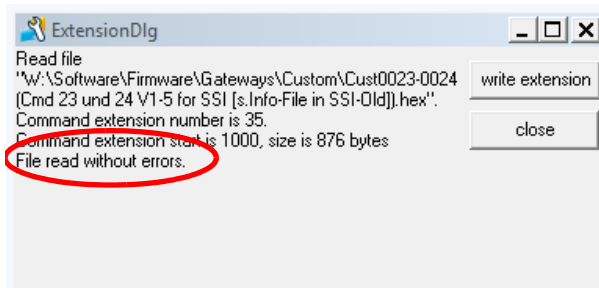 ExtensionDlg
Read file
"W:\Software\Firmware\Gateways\Custom\Cust0023-0024
(Cmd 23 und 24 V1-5 for SSI [s.Info-File in SSI-Old]).hex".
Command extension number is 35.
Command extension start is 1000, size is 876 bytes
File read without errors.
write extension
close